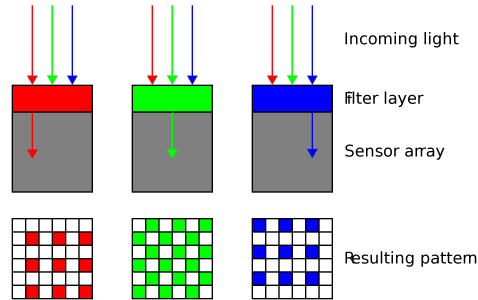 Incoming light
Filter layer
Sensor array
Resulting pattern